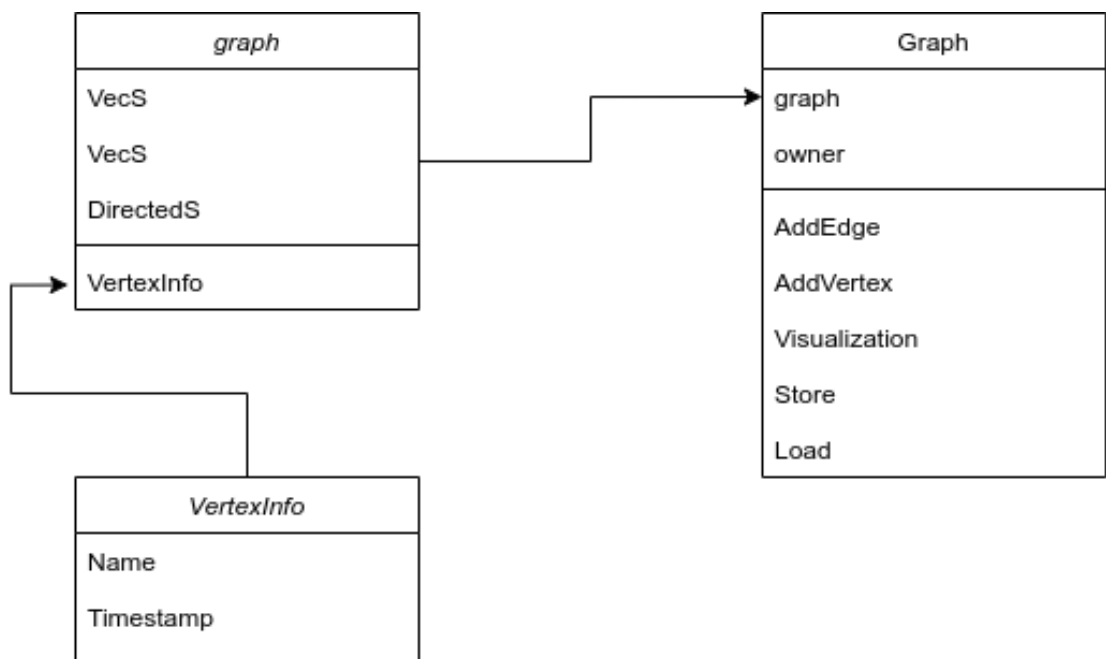 graph
VecS
VecS
DirectedS
VertexInfo
Graph
graph
owner
AddEdge
AddVertex
Visualization
Store
Load
VertexInfo
Name
Timestamp